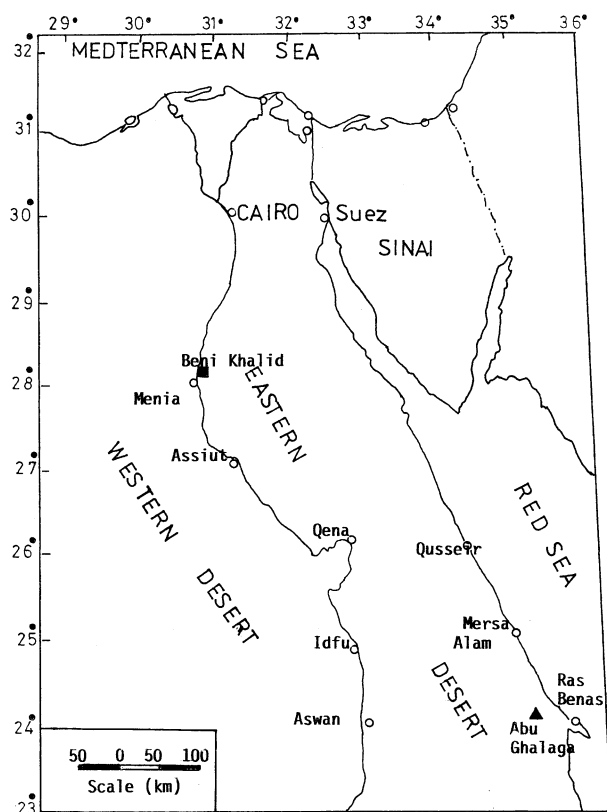 29° 30° 31° 32° 33° 34° 35° 36°
32°
MEDTERRANEAN SEA
31°
30°
CAIRO
Suez
SINAI
29°
Beni Khalid
28°
Menia
EASTERN
Assiut
27°
WESTERN
RED SEA
Qena
Qusseir
26°
DESERT
Mersa
Alam
25°
Idfu
DESERT
Ras
Benas
Aswan
24°
Abu
Ghalaga
50 0 50 100
Scale (km)
23°